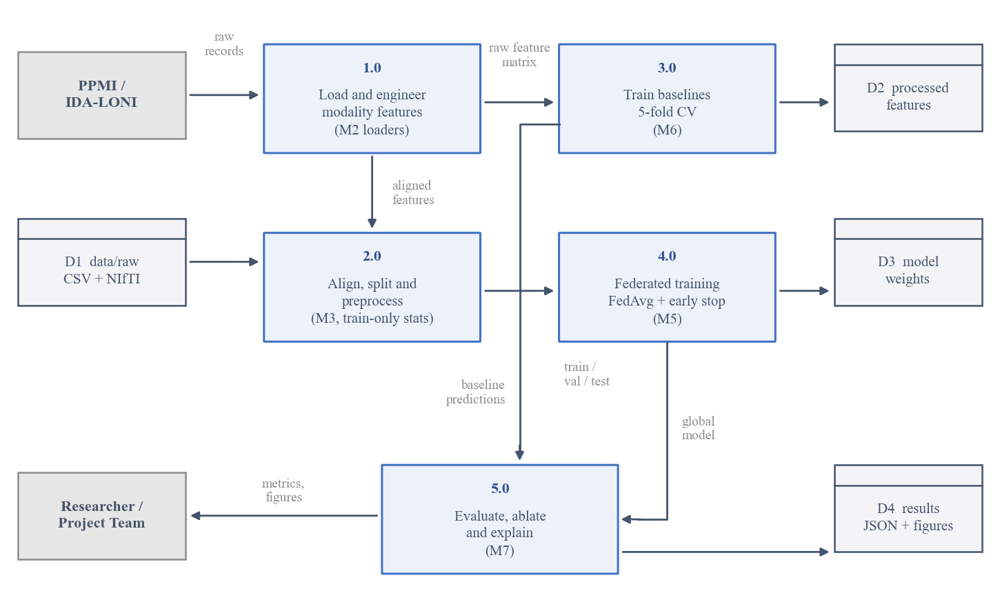 raw
records
PPMI /
IDA-LONI
1.0
Load and engineer
modality features
(M2 loaders)
raw feature
matrix
3.0
Train baselines
5-fold CV
(M6)
D2 processed
features
aligned
features
D1 data/raw
CSV + NIfTI
2.0
Align, split and
preprocess
(M3, train-only stats)
4.0
Federated training
FedAvg + early stop
(M5)
D3 model
weights
train /
val / test
baseline
predictions
global
model
Researcher /
Project Team
metrics,
figures
5.0
Evaluate, ablate
and explain
(M7)
D4 results
JSON + figures